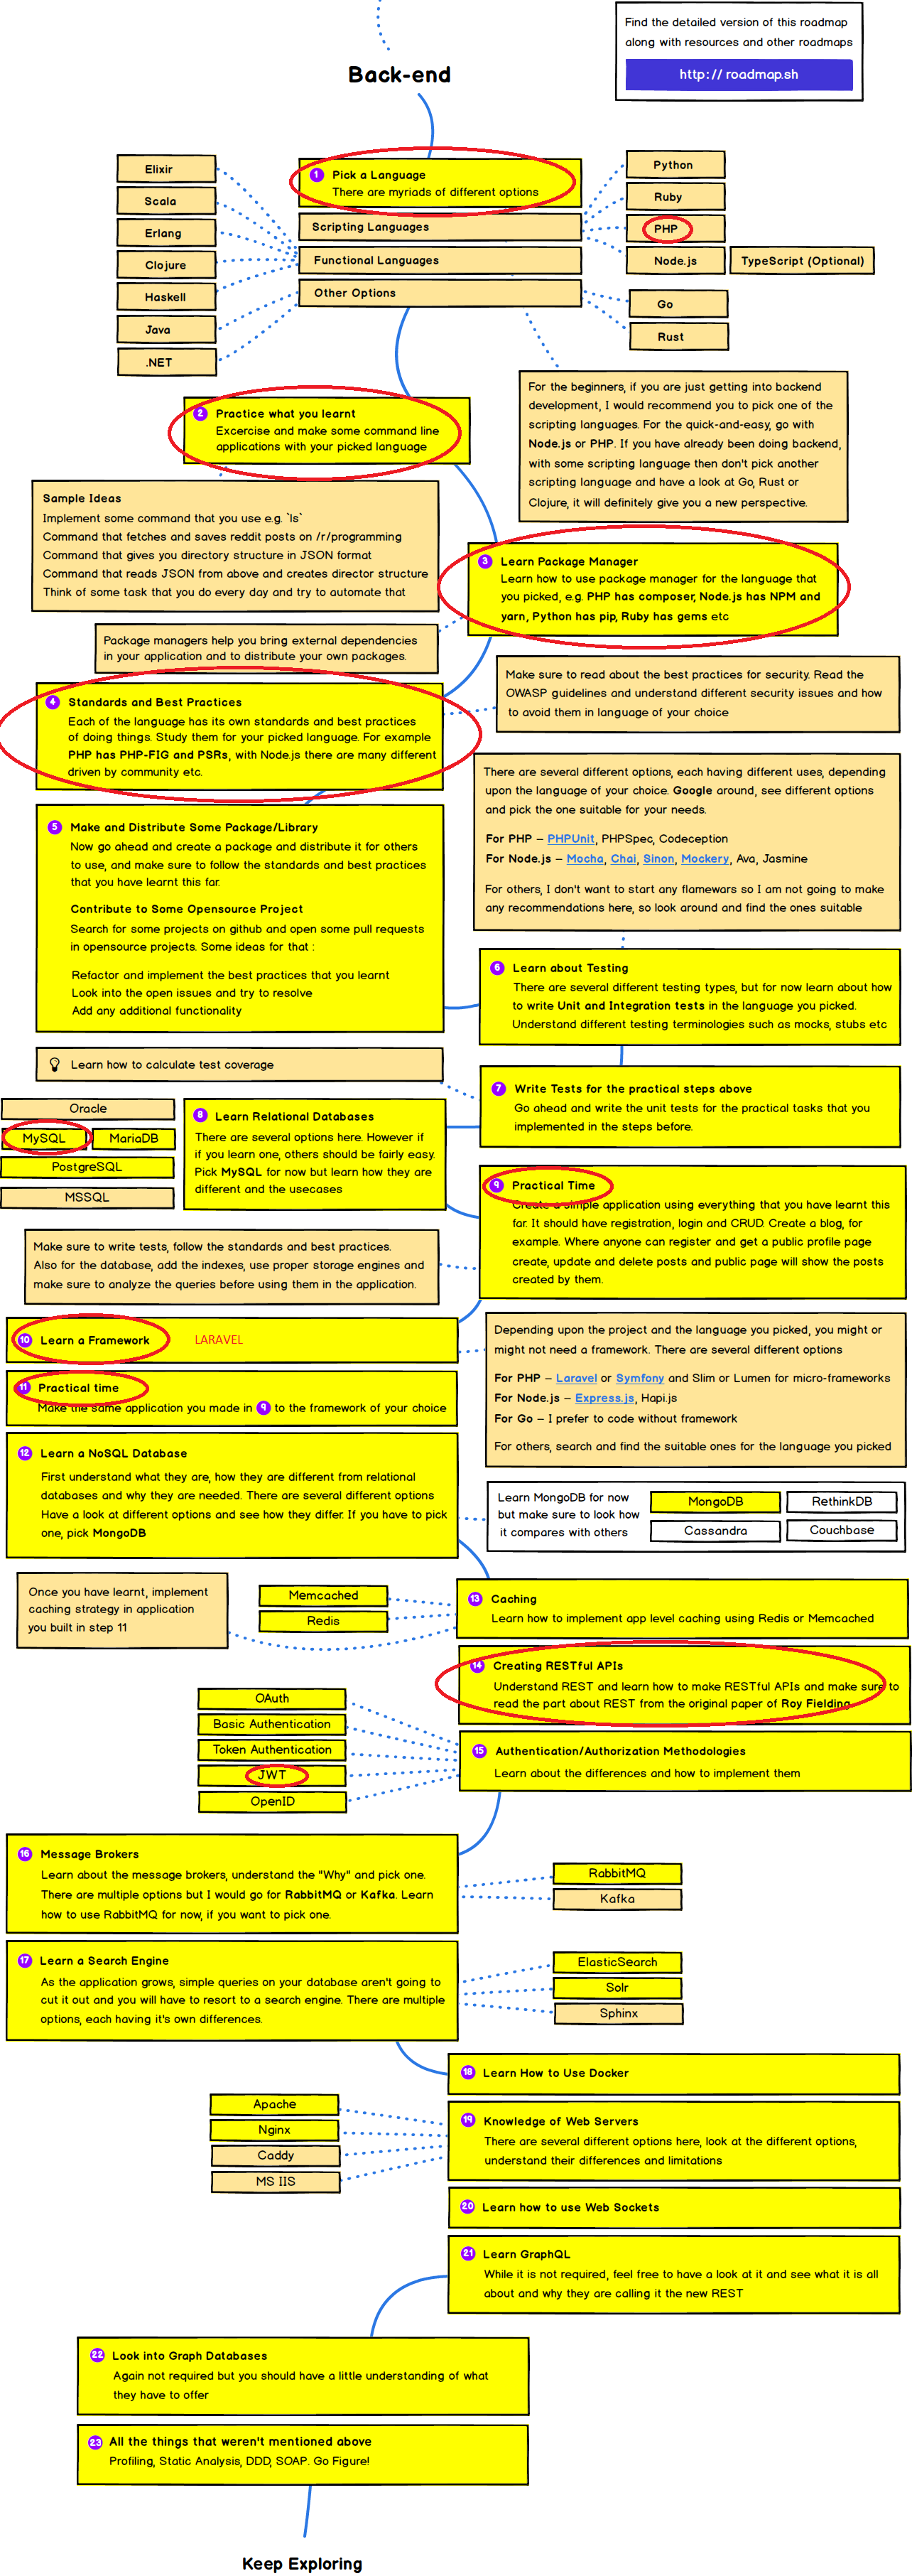 Find the detailed version of this roadmap
along with resources and other roadmaps
http://roadmap.sh
Back-end
1 Pick a Language
There are myriads of different options
Scripting Languages
Functional Languages
Other Options
Elixir
Scala
Erlang
Clojure
Haskell
Java
.NET
Python
Ruby
PHP
Node.js
TypeScript (Optional)
Go
Rust
For the beginners, if you are just getting into backend
development, I would recommend you to pick one of the
scripting languages. For the quick-and-easy, go with
Node.js or PHP. If you have already been doing backend,
with some scripting language then don't pick another
scripting language and have a look at Go, Rust or
Clojure, it will definitely give you a new perspective.
2 Practice what you learnt
Excercise and make some command line
applications with your picked language
Sample Ideas
Implement some command that you use e.g. `ls`
Command that fetches and saves reddit posts on /r/programming
Command that gives you directory structure in JSON format
Command that reads JSON from above and creates director structure
Think of some task that you do every day and try to automate that
3 Learn Package Manager
Learn how to use package manager for the language that
you picked, e.g. PHP has composer, Node.js has NPM and
yarn, Python has pip, Ruby has gems etc
Package managers help you bring external dependencies
in your application and to distribute your own packages.
4 Standards and Best Practices
Each of the language has its own standards and best practices
of doing things. Study them for your picked language. For example
PHP has PHP-FIG and PSRs, with Node.js there are many different
driven by community etc.
Make sure to read about the best practices for security. Read the
OWASP guidelines and understand different security issues and how
to avoid them in language of your choice
5 Make and Distribute Some Package/Library
Now go ahead and create a package and distribute it for others
to use, and make sure to follow the standards and best practices
that you have learnt this far.
Contribute to Some Opensource Project
Search for some projects on github and open some pull requests
in opensource projects. Some ideas for that :
Refactor and implement the best practices that you learnt
Look into the open issues and try to resolve
Add any additional functionality
There are several different options, each having different uses, depending
upon the language of your choice. Google around, see different options
and pick the one suitable for your needs.
For PHP – PHPUnit, PHPSpec, Codeception
For Node.js – Mocha, Chai, Sinon, Mockery, Ava, Jasmine
For others, I don't want to start any flamewars so I am not going to make
any recommendations here, so look around and find the ones suitable
6 Learn about Testing
There are several different testing types, but for now learn about how
to write Unit and Integration tests in the language you picked.
Understand different testing terminologies such as mocks, stubs etc
Learn how to calculate test coverage
7 Write Tests for the practical steps above
Go ahead and write the unit tests for the practical tasks that you
implemented in the steps before.
8 Learn Relational Databases
There are several options here. However if
if you learn one, others should be fairly easy.
Pick MySQL for now but learn how they are
different and the usecases
Oracle
MySQL
MariaDB
PostgreSQL
MSSQL
9 Practical Time
Create a simple application using everything that you have learnt this
far. It should have registration, login and CRUD. Create a blog, for
example. Where anyone can register and get a public profile page
create, update and delete posts and public page will show the posts
created by them.
Make sure to write tests, follow the standards and best practices.
Also for the database, add the indexes, use proper storage engines and
make sure to analyze the queries before using them in the application.
10 Learn a Framework
LARAVEL
Depending upon the project and the language you picked, you might or
might not need a framework. There are several different options
For PHP – Laravel or Symfony and Slim or Lumen for micro-frameworks
For Node.js – Express.js, Hapi.js
For Go – I prefer to code without framework
For others, search and find the suitable ones for the language you picked
11 Practical time
Make the same application you made in 9 to the framework of your choice
12 Learn a NoSQL Database
First understand what they are, how they are different from relational
databases and why they are needed. There are several different options
Have a look at different options and see how they differ. If you have to pick
one, pick MongoDB
Learn MongoDB for now
but make sure to look how
it compares with others
MongoDB
RethinkDB
Cassandra
Couchbase
13 Caching
Learn how to implement app level caching using Redis or Memcached
Memcached
Redis
Once you have learnt, implement
caching strategy in application
you built in step 11
14 Creating RESTful APIs
Understand REST and learn how to make RESTful APIs and make sure to
read the part about REST from the original paper of Roy Fielding
15 Authentication/Authorization Methodologies
Learn about the differences and how to implement them
OAuth
Basic Authentication
Token Authentication
JWT
OpenID
16 Message Brokers
Learn about the message brokers, understand the "Why" and pick one.
There are multiple options but I would go for RabbitMQ or Kafka. Learn
how to use RabbitMQ for now, if you want to pick one.
RabbitMQ
Kafka
17 Learn a Search Engine
As the application grows, simple queries on your database aren't going to
cut it out and you will have to resort to a search engine. There are multiple
options, each having it's own differences.
ElasticSearch
Solr
Sphinx
18 Learn How to Use Docker
19 Knowledge of Web Servers
There are several different options here, look at the different options,
understand their differences and limitations
Apache
Nginx
Caddy
MS IIS
20 Learn how to use Web Sockets
21 Learn GraphQL
While it is not required, feel free to have a look at it and see what it is all
about and why they are calling it the new REST
22 Look into Graph Databases
Again not required but you should have a little understanding of what
they have to offer
23 All the things that weren't mentioned above
Profiling, Static Analysis, DDD, SOAP. Go Figure!
Keep Exploring